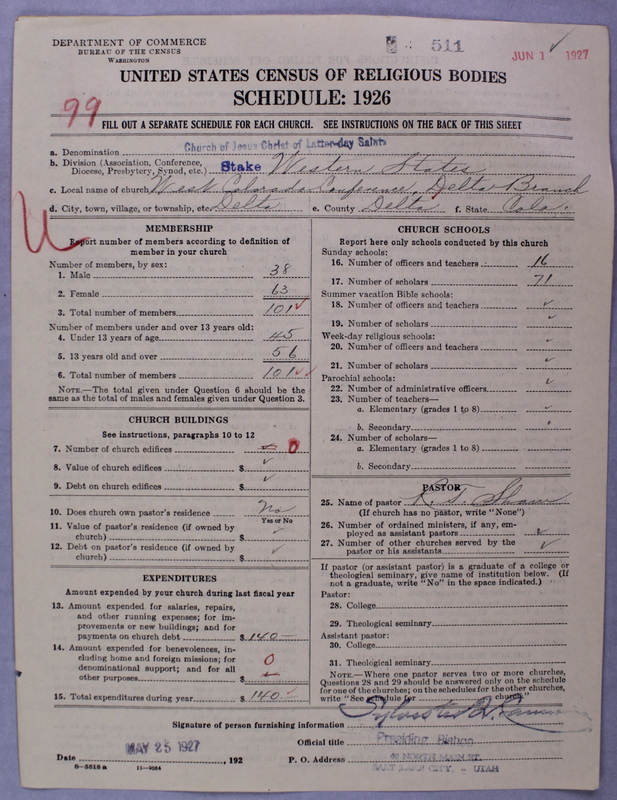 DEPARTMENT OF COMMERCE
BUREAU OF THE CENSUS
WASHINGTON
511
JUN 1 1927
UNITED STATES CENSUS OF RELIGIOUS BODIES
SCHEDULE: 1926
99
FILL OUT A SEPARATE SCHEDULE FOR EACH CHURCH. SEE INSTRUCTIONS ON THE BACK OF THIS SHEET
a. Denomination Church of Jesus Christ of Latter-day Saints
b. Division (Association, Conference, Diocese, Presbytery, Synod, etc.) Stake Western States
c. Local name of church West Colorado Conference, Delta Branch
d. City, town, village, or township, etc. Delta e. County Delta f. State Colo.
MEMBERSHIP
Report number of members according to definition of
member in your church
Number of members, by sex:
1. Male 38
2. Female 63
3. Total number of members 101
Number of members under and over 13 years old:
4. Under 13 years of age 45
5. 13 years old and over 56
6. Total number of members 101
NOTE.—The total given under Question 6 should be
same as the total of males and females given under Question 3.
CHURCH BUILDINGS
See instructions, paragraphs 10 to 12
7. Number of church edifices 0
8. Value of church edifices $
9. Debt on church edifices $
10. Does church own pastor's residence No
Yes or No
11. Value of pastor's residence (if owned by
church) $
12. Debt on pastor's residence (if owned by
church) $
EXPENDITURES
Amount expended by your church during last fiscal year
13. Amount expended for salaries, repairs,
and other running expenses; for im-
provements or new buildings; and for
payments on church debt $ 140—
14. Amount expended for benevolences, in-
cluding home and foreign missions; for
denominational support; and for all
other purposes 0
15. Total expenditures during year $ 140.—
CHURCH SCHOOLS
Report here only schools conducted by this church
Sunday schools:
16. Number of officers and teachers 16
17. Number of scholars 71
Summer vacation Bible schools:
18. Number of officers and teachers
19. Number of scholars
Week-day religious schools:
20. Number of officers and teachers
21. Number of scholars
Parochial schools:
22. Number of administrative officers
23. Number of teachers—
a. Elementary (grades 1 to 8)
b. Secondary
24. Number of scholars—
a. Elementary (grades 1 to 8)
b. Secondary
PASTOR
25. Name of pastor R. T. Shaw
(If church has no pastor, write "None")
26. Number of ordained ministers, if any, em-
ployed as assistant pastors
27. Number of other churches served by the
pastor or his assistants
If pastor (or assistant pastor) is a graduate of a college or
theological seminary, give name of institution below. (If
not a graduate, write "No" in the space indicated.)
Pastor:
28. College
29. Theological seminary
Assistant pastor:
30. College
31. Theological seminary
NOTE.—Where one pastor serves two or more churches,
Questions 28 and 29 should be answered only on the schedule
for one of the churches; on the schedules for the other churches,
write "See schedule for church."
Signature of person furnishing information Sylvester Q. Cannon
Official title Presiding Bishop
Date MAY 25 1927, 192 P. O. Address 40 NORTH MAIN ST.
SALT LAKE CITY, - UTAH
8—5518 a 11—9084